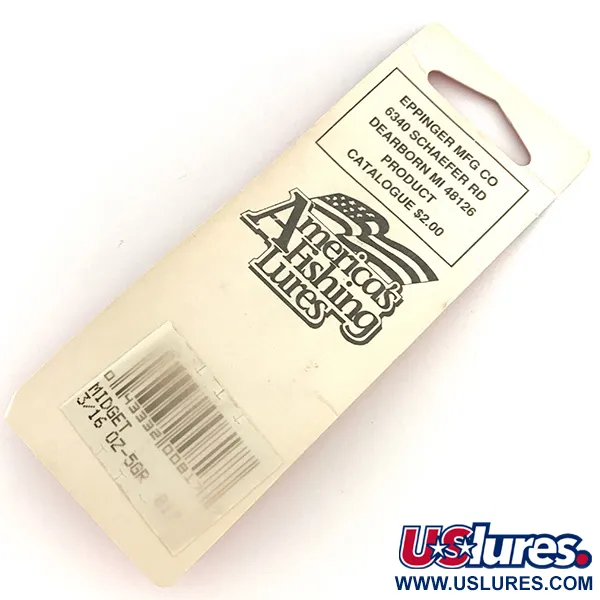 EPPINGER MFG CO
6340 SCHAEFER RD
DEARBORN MI 48126
PRODUCT
CATALOGUE $2.00
America's
Fishing
Lures
MIDGET
3/16 OZ-5GR
USlures.
WWW.USLURES.COM